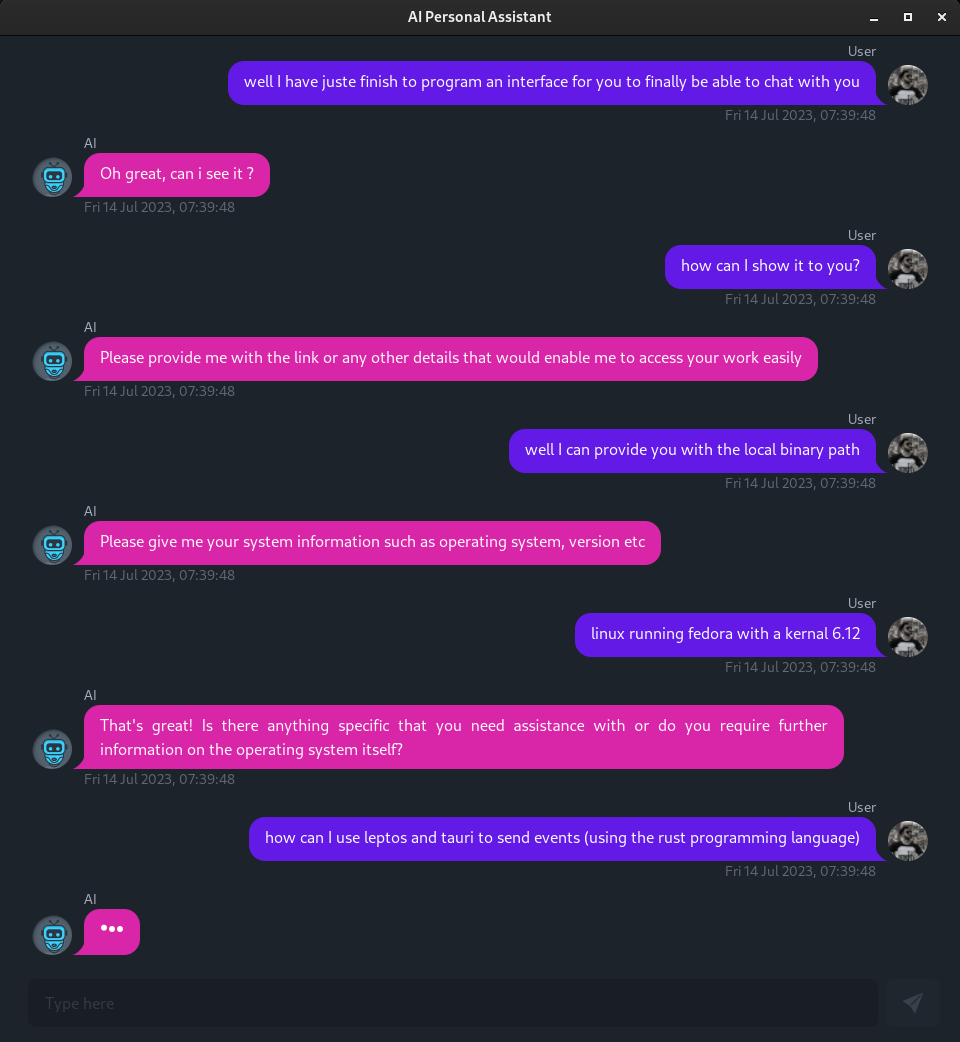 AI Personal Assistant
User
well I have juste finish to program an interface for you to finally be able to chat with you
Fri 14 Jul 2023, 07:39:48
AI
Oh great, can i see it ?
Fri 14 Jul 2023, 07:39:48
User
how can I show it to you?
Fri 14 Jul 2023, 07:39:48
AI
Please provide me with the link or any other details that would enable me to access your work easily
Fri 14 Jul 2023, 07:39:48
User
well I can provide you with the local binary path
Fri 14 Jul 2023, 07:39:48
AI
Please give me your system information such as operating system, version etc
Fri 14 Jul 2023, 07:39:48
User
linux running fedora with a kernal 6.12
Fri 14 Jul 2023, 07:39:48
AI
That's great! Is there anything specific that you need assistance with or do you require further
information on the operating system itself?
Fri 14 Jul 2023, 07:39:48
User
how can I use leptos and tauri to send events (using the rust programming language)
Fri 14 Jul 2023, 07:39:48
AI
Type here